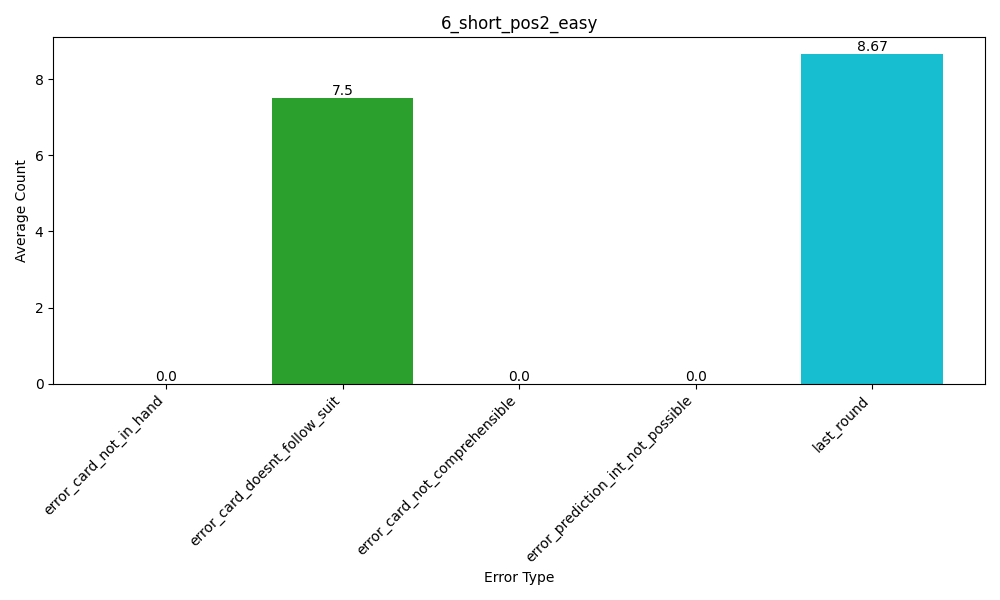 6_short_pos2_easy
Average Count
8
6
4
2
0
0.0
7.5
0.0
0.0
8.67
error_card_not_in_hand
error_card_doesnt_follow_suit
error_card_not_comprehensible
error_prediction_int_not_possible
last_round
Error Type